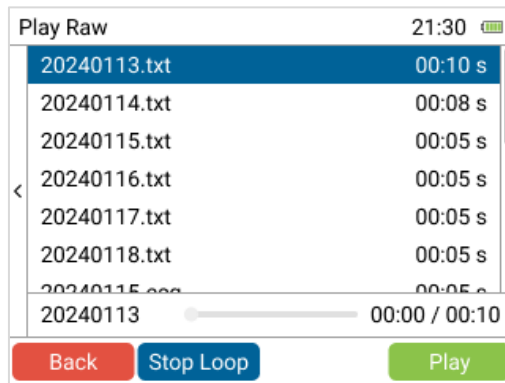 Play Raw 21:30
20240113.txt 00:10 s
20240114.txt 00:08 s
20240115.txt 00:05 s
20240116.txt 00:05 s
20240117.txt 00:05 s
20240118.txt 00:05 s
20240113 00:00 / 00:10
Back Stop Loop Play